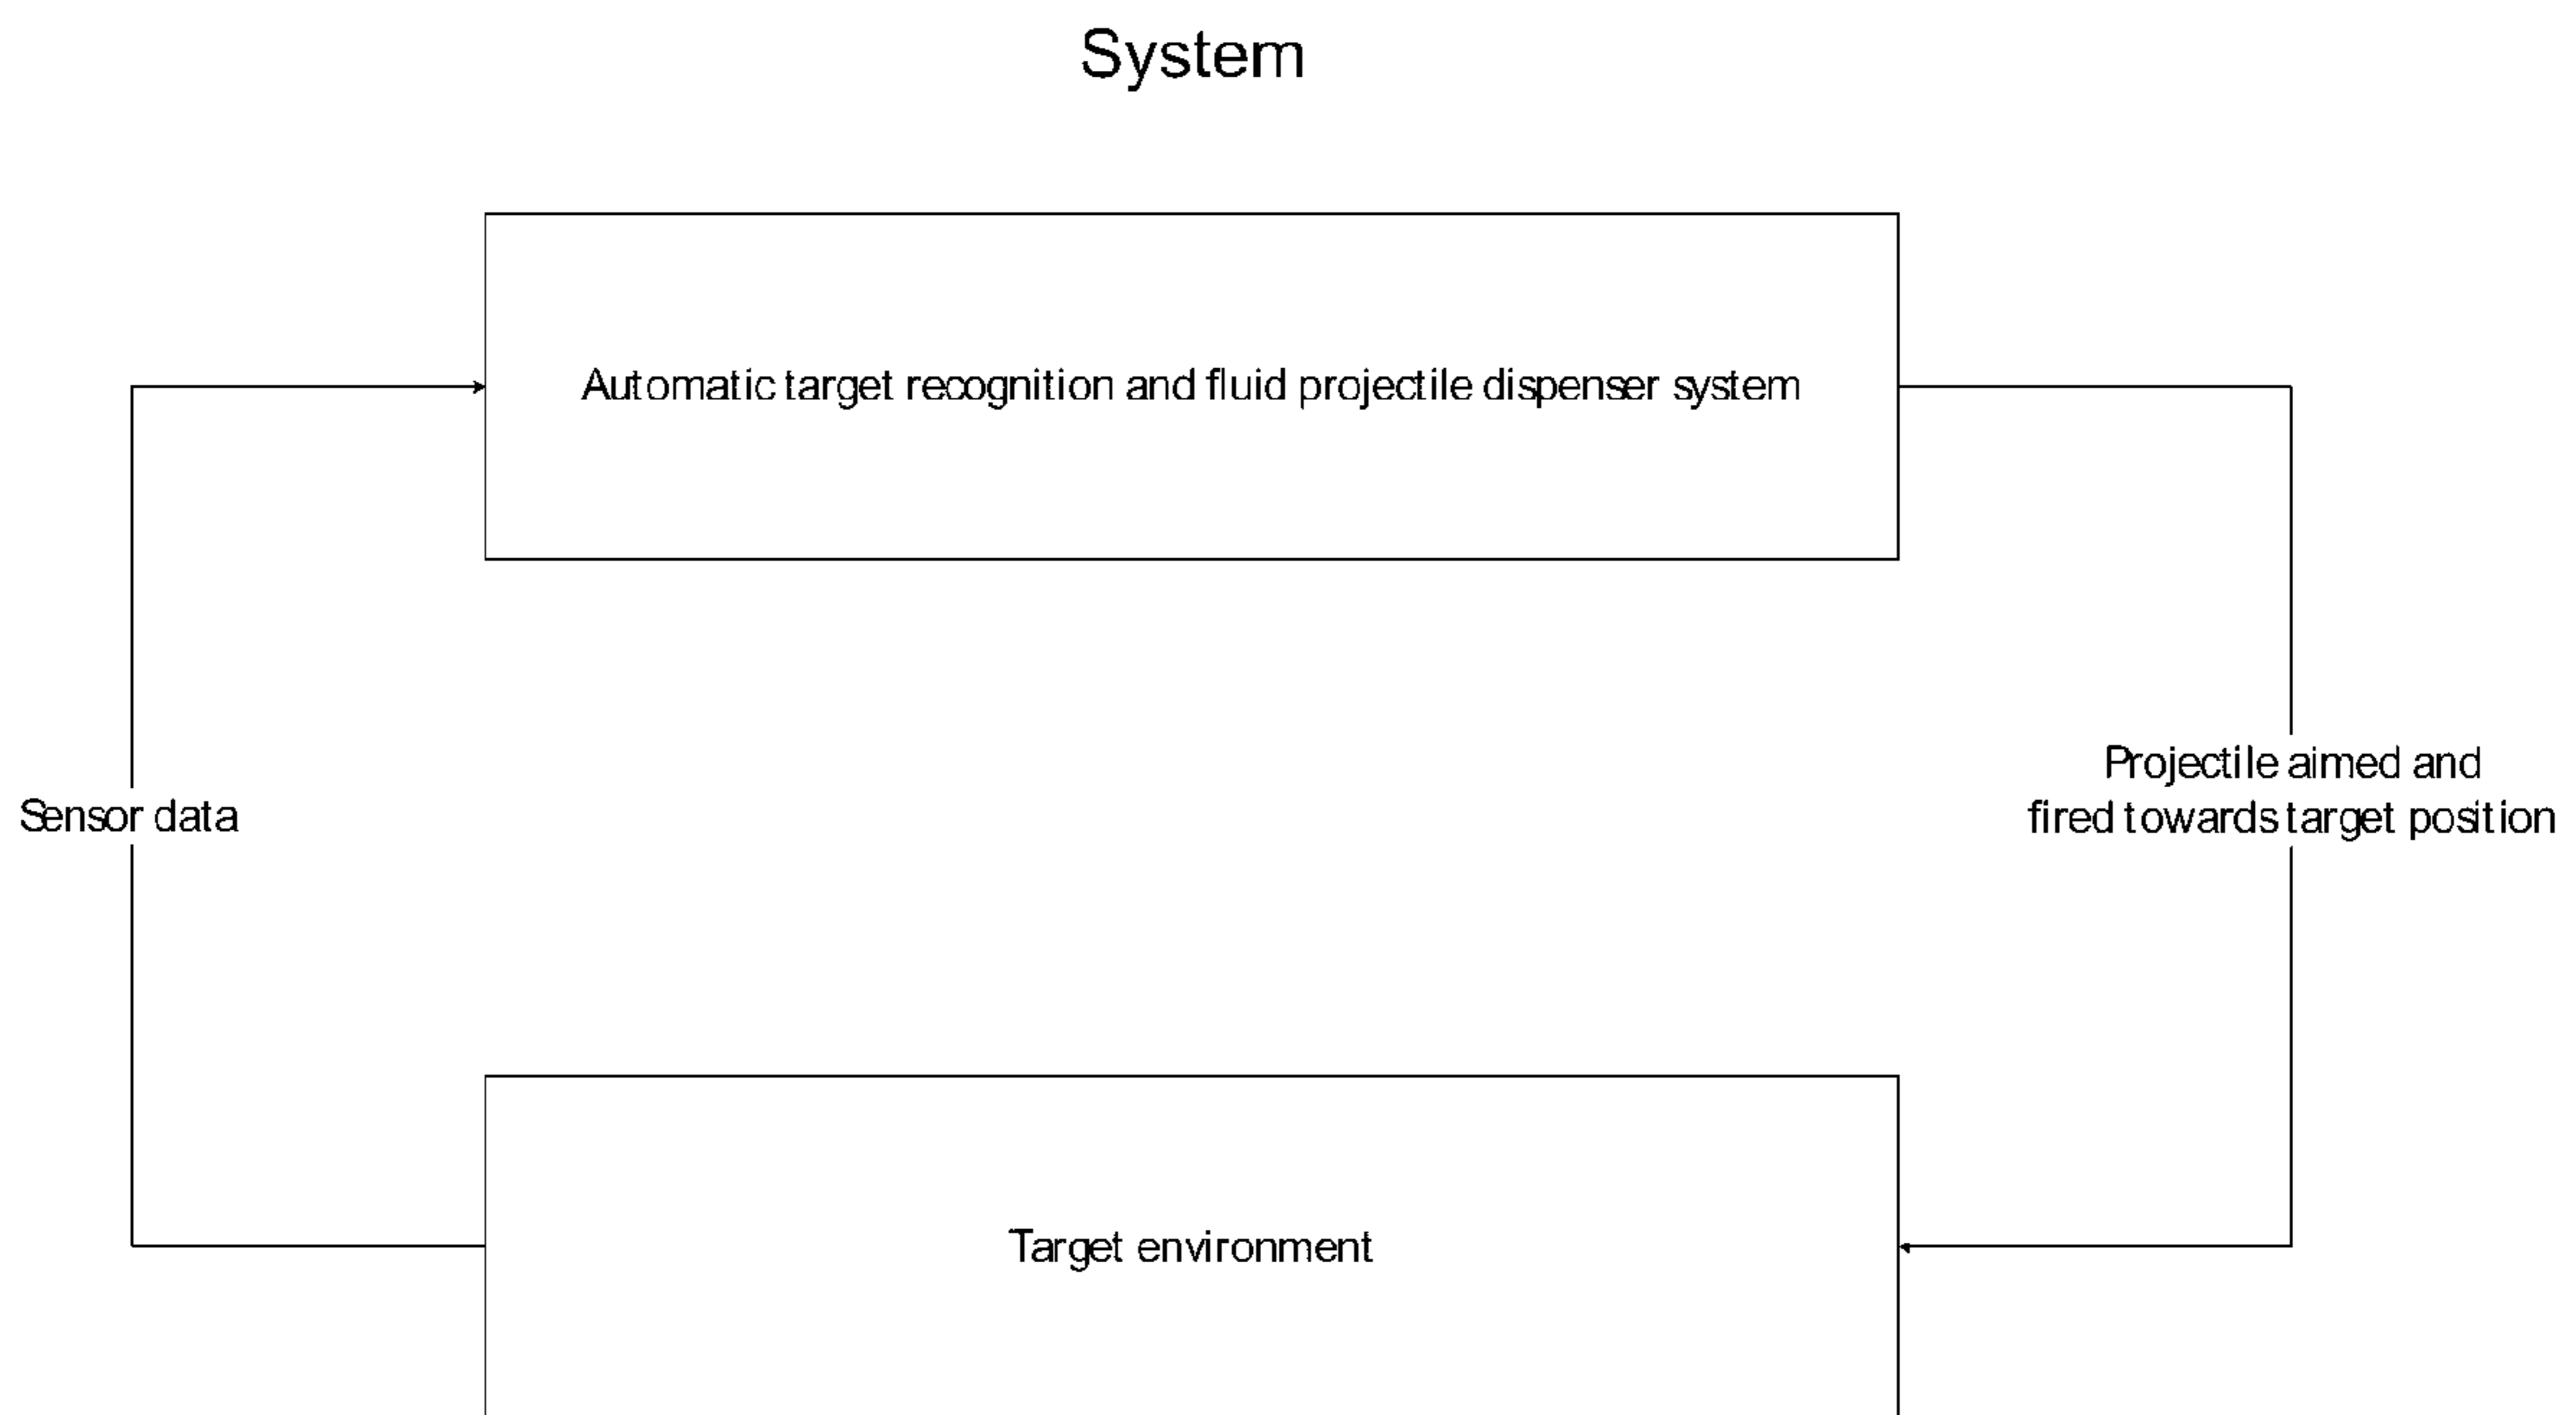 System
Automatic target recognition and fluid projectile dispenser system
Projectile aimed and
fired towards target position
Sensor data
Target environment